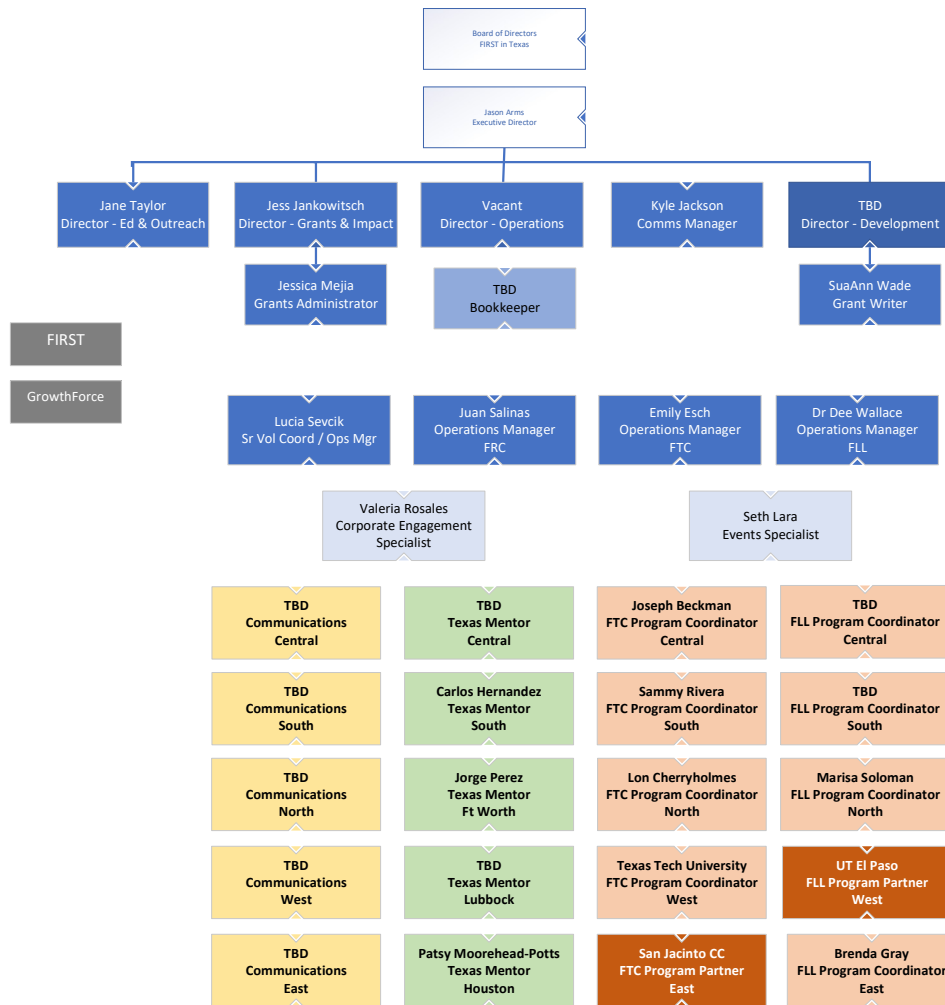 Board of Directors
FIRST in Texas
Jason Arms
Executive Director
Jane Taylor
Director - Ed & Outreach
Jess Jankowitsch
Director - Grants & Impact
Vacant
Director - Operations
Kyle Jackson
Comms Manager
TBD
Director - Development
Jessica Mejia
Grants Administrator
TBD
Bookkeeper
SuaAnn Wade
Grant Writer
FIRST
GrowthForce
Lucia Sevcik
Sr Vol Coord / Ops Mgr
Juan Salinas
Operations Manager
FRC
Emily Esch
Operations Manager
FTC
Dr Dee Wallace
Operations Manager
FLL
Valeria Rosales
Corporate Engagement
Specialist
Seth Lara
Events Specialist
TBD
Communications
Central
TBD
Texas Mentor
Central
Joseph Beckman
FTC Program Coordinator
Central
TBD
FLL Program Coordinator
Central
TBD
Communications
South
Carlos Hernandez
Texas Mentor
South
Sammy Rivera
FTC Program Coordinator
South
TBD
FLL Program Coordinator
South
TBD
Communications
North
Jorge Perez
Texas Mentor
Ft Worth
Lon Cherryholmes
FTC Program Coordinator
North
Marisa Soloman
FLL Program Coordinator
North
TBD
Communications
West
TBD
Texas Mentor
Lubbock
Texas Tech University
FTC Program Coordinator
West
UT El Paso
FLL Program Partner
West
TBD
Communications
East
Patsy Moorehead-Potts
Texas Mentor
Houston
San Jacinto CC
FTC Program Partner
East
Brenda Gray
FLL Program Coordinator
East